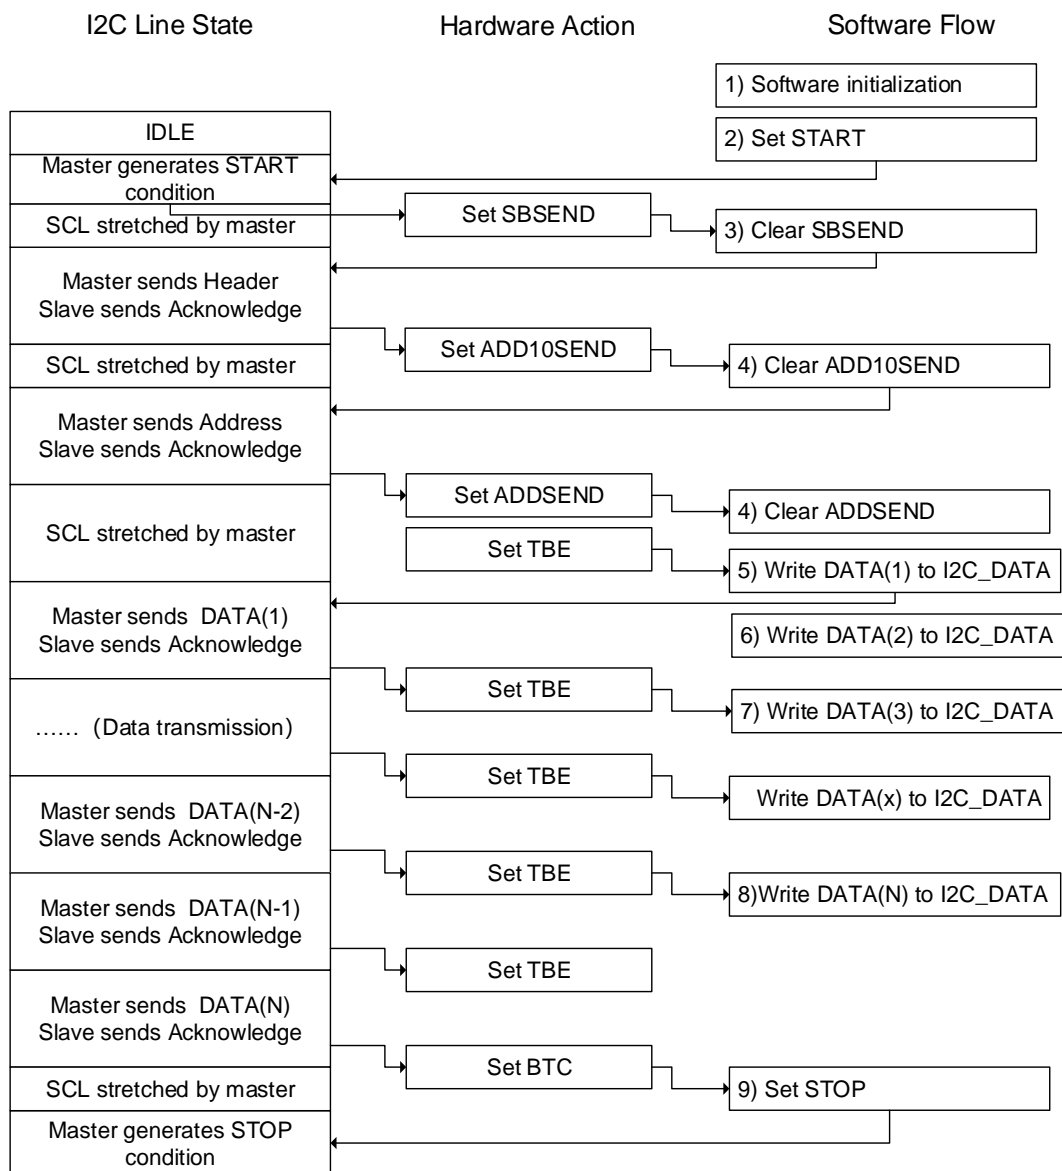 I2C Line State
Hardware Action
Software Flow
1) Software initialization
IDLE
2) Set START
Master generates START
condition
Set SBSEND
SCL stretched by master
3) Clear SBSEND
Master sends Header
Slave sends Acknowledge
Set ADD10SEND
SCL stretched by master
4) Clear ADD10SEND
Master sends Address
Slave sends Acknowledge
Set ADDSEND
4) Clear ADDSEND
SCL stretched by master
Set TBE
5) Write DATA(1) to I2C_DATA
Master sends DATA(1)
Slave sends Acknowledge
6) Write DATA(2) to I2C_DATA
Set TBE
7) Write DATA(3) to I2C_DATA
…… (Data transmission)
Set TBE
Write DATA(x) to I2C_DATA
Master sends DATA(N-2)
Slave sends Acknowledge
Set TBE
8)Write DATA(N) to I2C_DATA
Master sends DATA(N-1)
Slave sends Acknowledge
Set TBE
Master sends DATA(N)
Slave sends Acknowledge
Set BTC
SCL stretched by master
9) Set STOP
Master generates STOP
condition